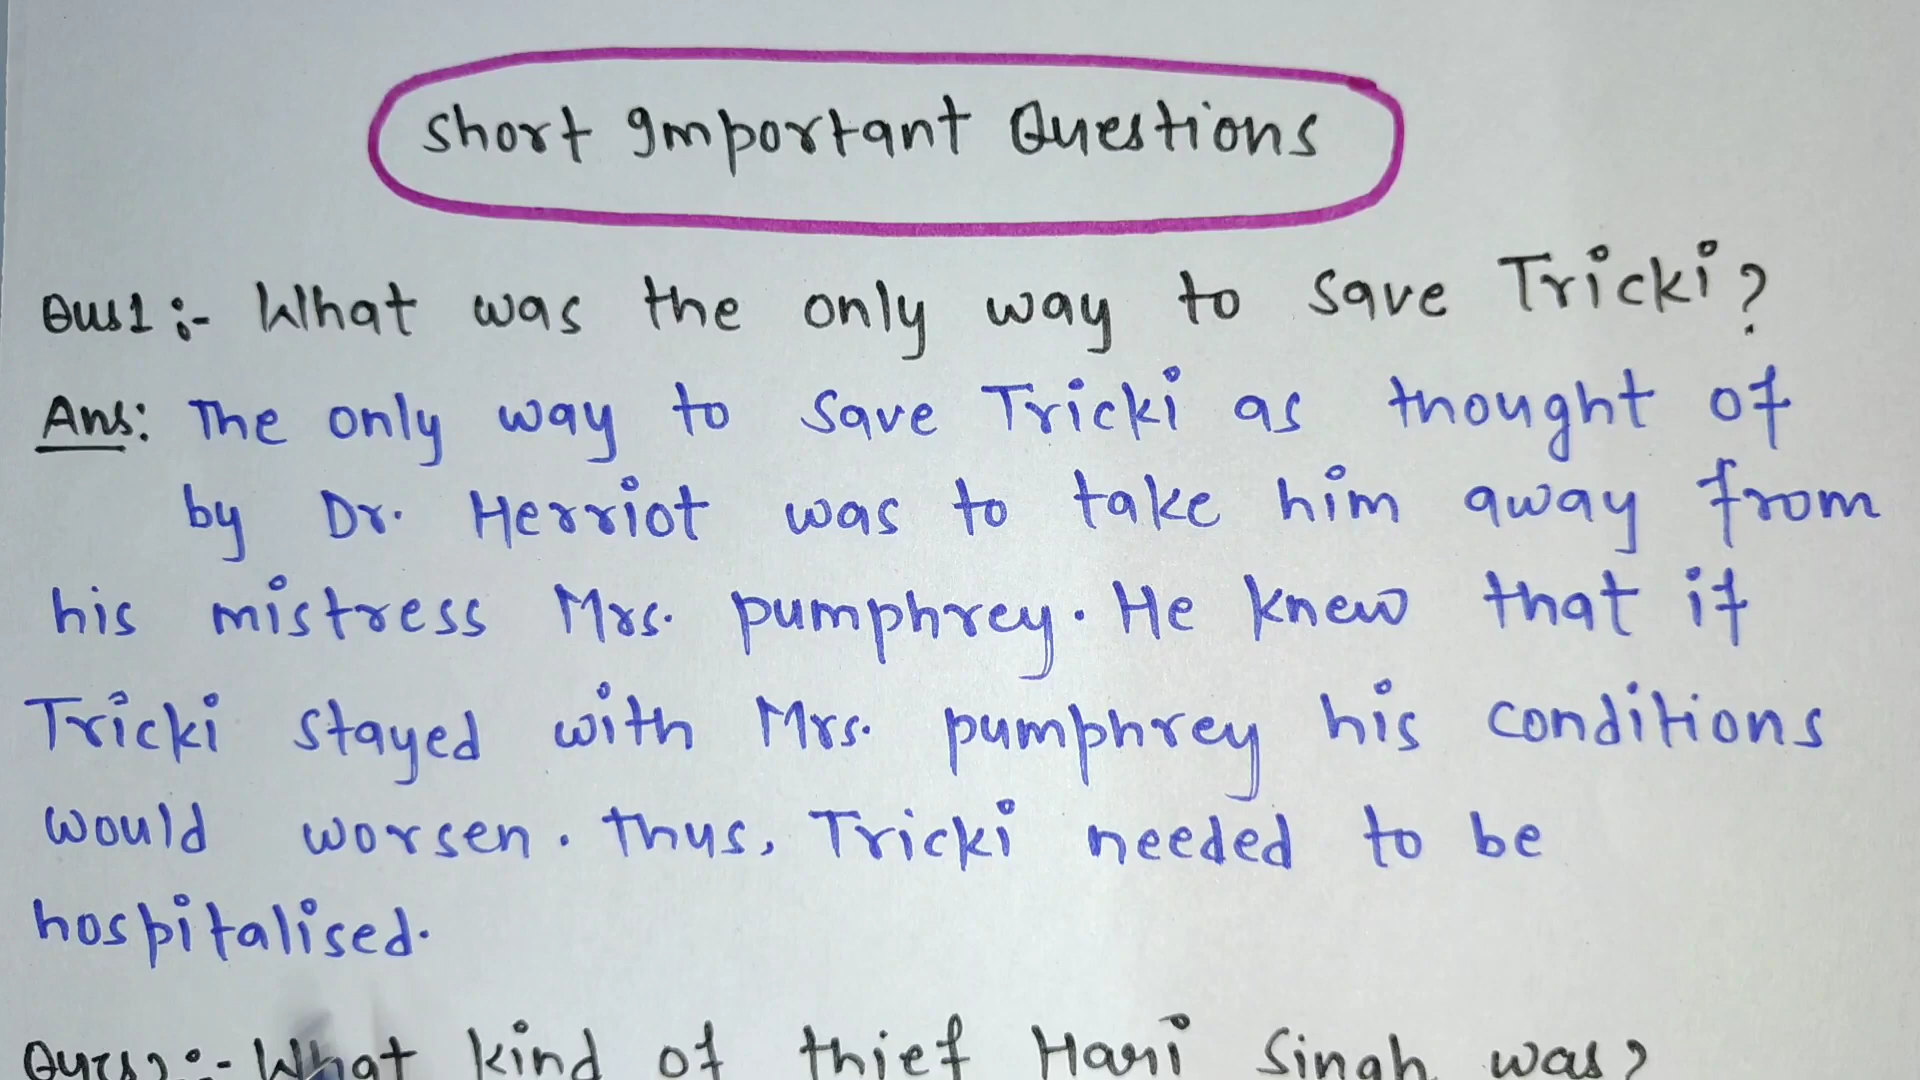 Short Important Questions
Qus1:- What was the only way to save Tricki?
Ans: The only way to save Tricki as thought of
by Dr. Herriot was to take him away from
his mistress Mrs. pumphrey. He knew that if
Tricki stayed with Mrs. pumphrey his conditions
would worsen. Thus, Tricki needed to be
hospitalised.
Ques2:- What kind of thief Hari Singh was?